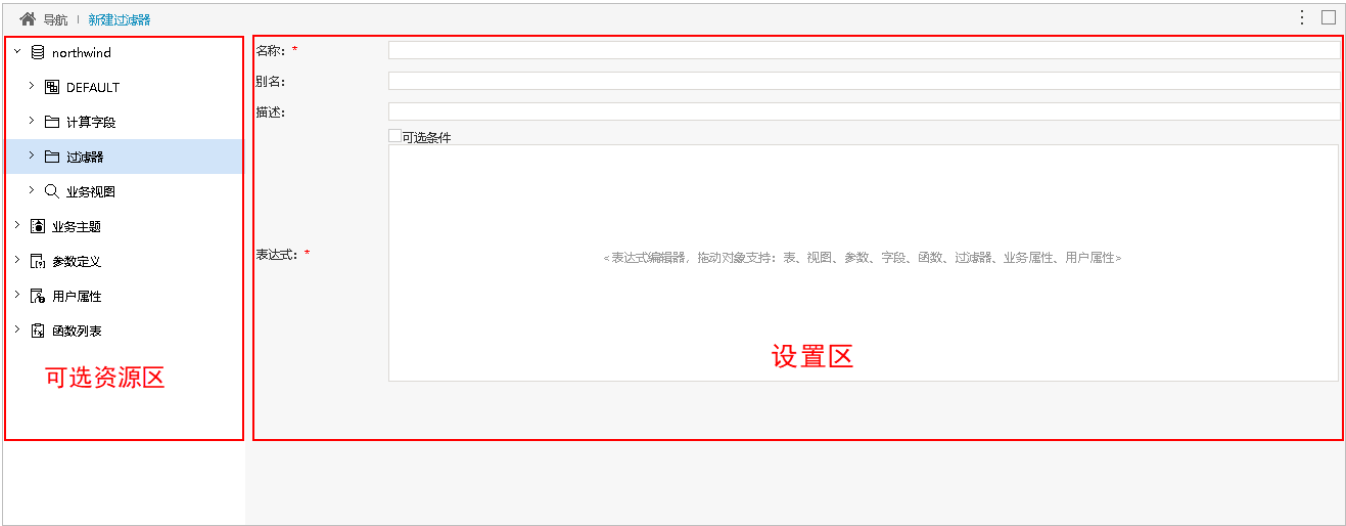 导航 | 新建过滤器
northwind
DEFAULT
计算字段
过滤器
业务视图
业务主题
参数定义
用户属性
函数列表
可选资源区
名称：*
别名：
描述：
可选条件
表达式：*
<表达式编辑器，拖动对象支持：表、视图、参数、字段、函数、过滤器、业务属性、用户属性>
设置区